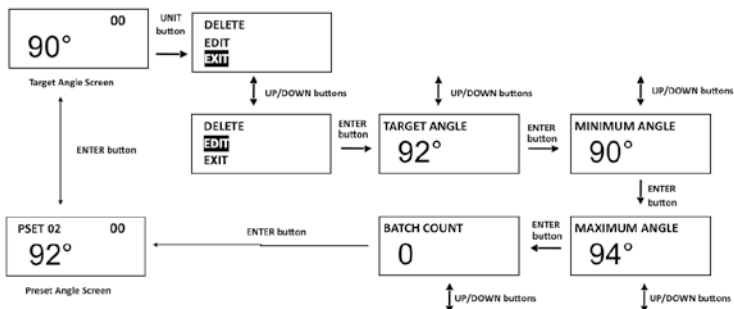 00
90°
Target Angle Screen
UNIT
button
DELETE
EDIT
EXIT
UP/DOWN buttons
UP/DOWN buttons
UP/DOWN buttons
DELETE
EDIT
EXIT
ENTER
button
TARGET ANGLE
92°
ENTER
button
MINIMUM ANGLE
90°
ENTER button
ENTER
button
PSET 02 00
92°
Preset Angle Screen
ENTER button
BATCH COUNT
0
ENTER
button
MAXIMUM ANGLE
94°
UP/DOWN buttons
UP/DOWN buttons